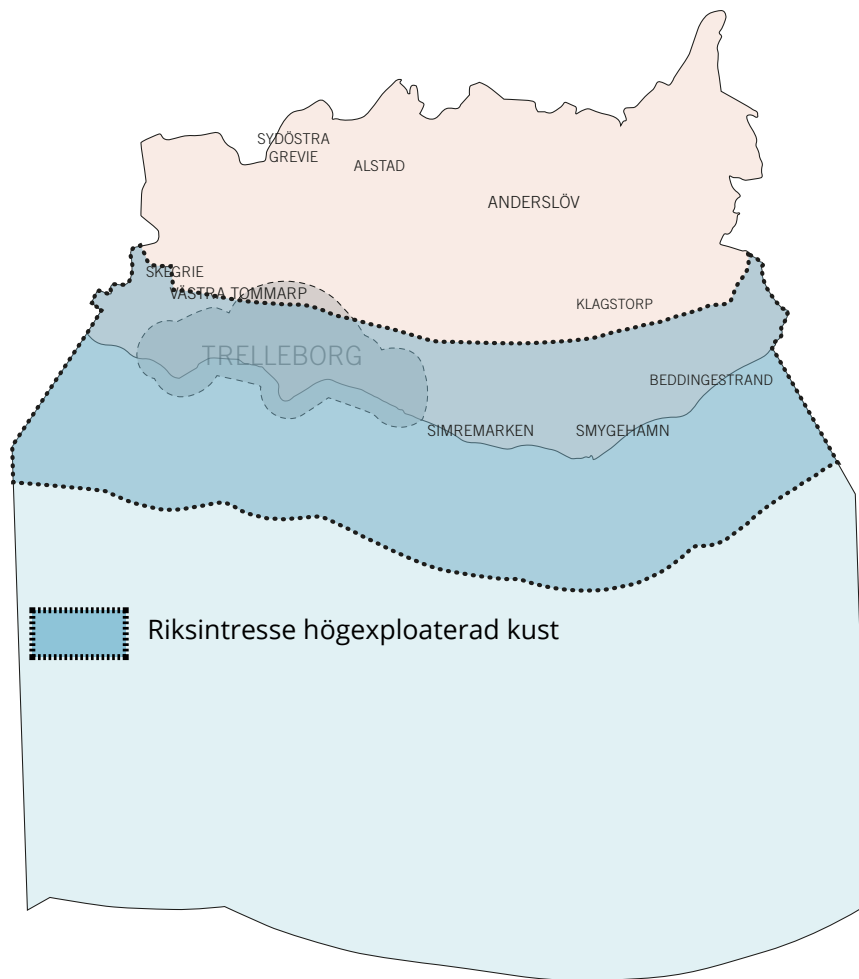 SYDÖSTRA
GREVIE
ALSTAD
ANDERSLÖV
SKEGRIE
VÄSTRA TOMMARP
KLAGSTORP
TRELLEBORG
BEDDINGESTRAND
SIMREMARKEN
SMYGEHAMN
Riksintresse högexploaterad kust